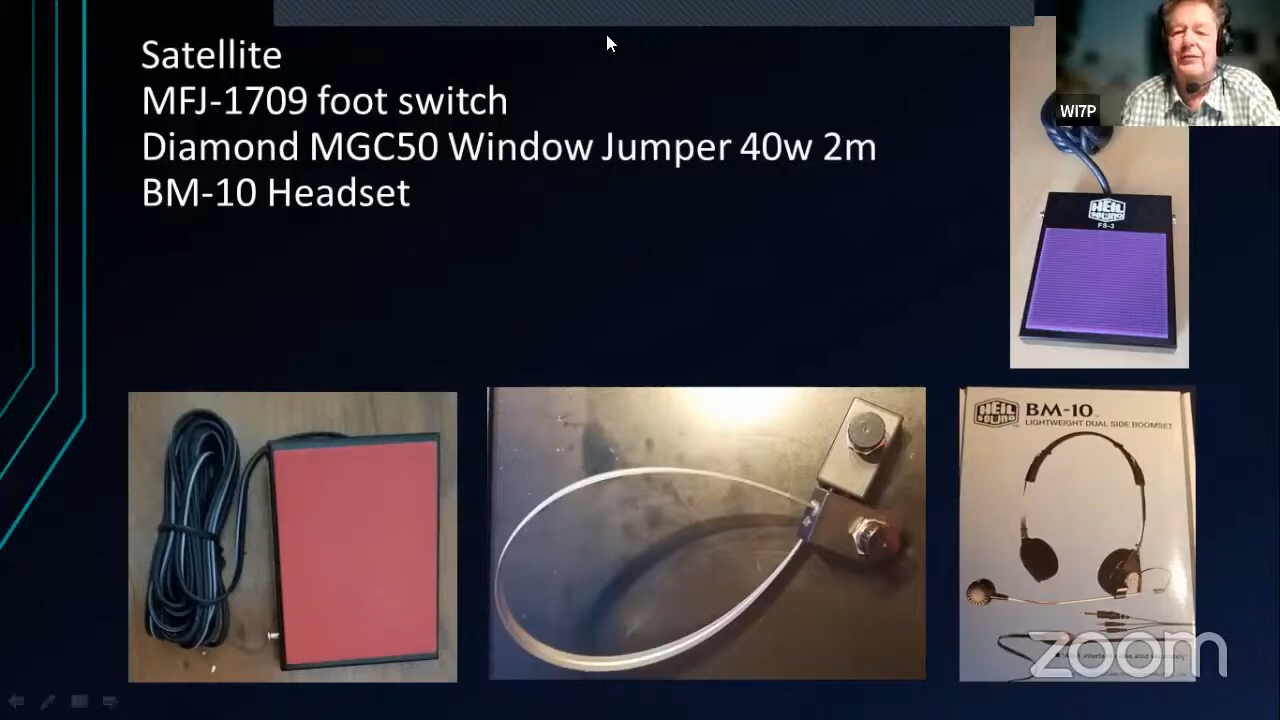 Satellite
MFJ-1709 foot switch
Diamond MGC50 Window Jumper 40w 2m
BM-10 Headset
WI7P
HEIL
SOUND
FS-3
HEIL
SOUND
BM-10
LIGHTWEIGHT DUAL SIDE BOOMSET
zoom